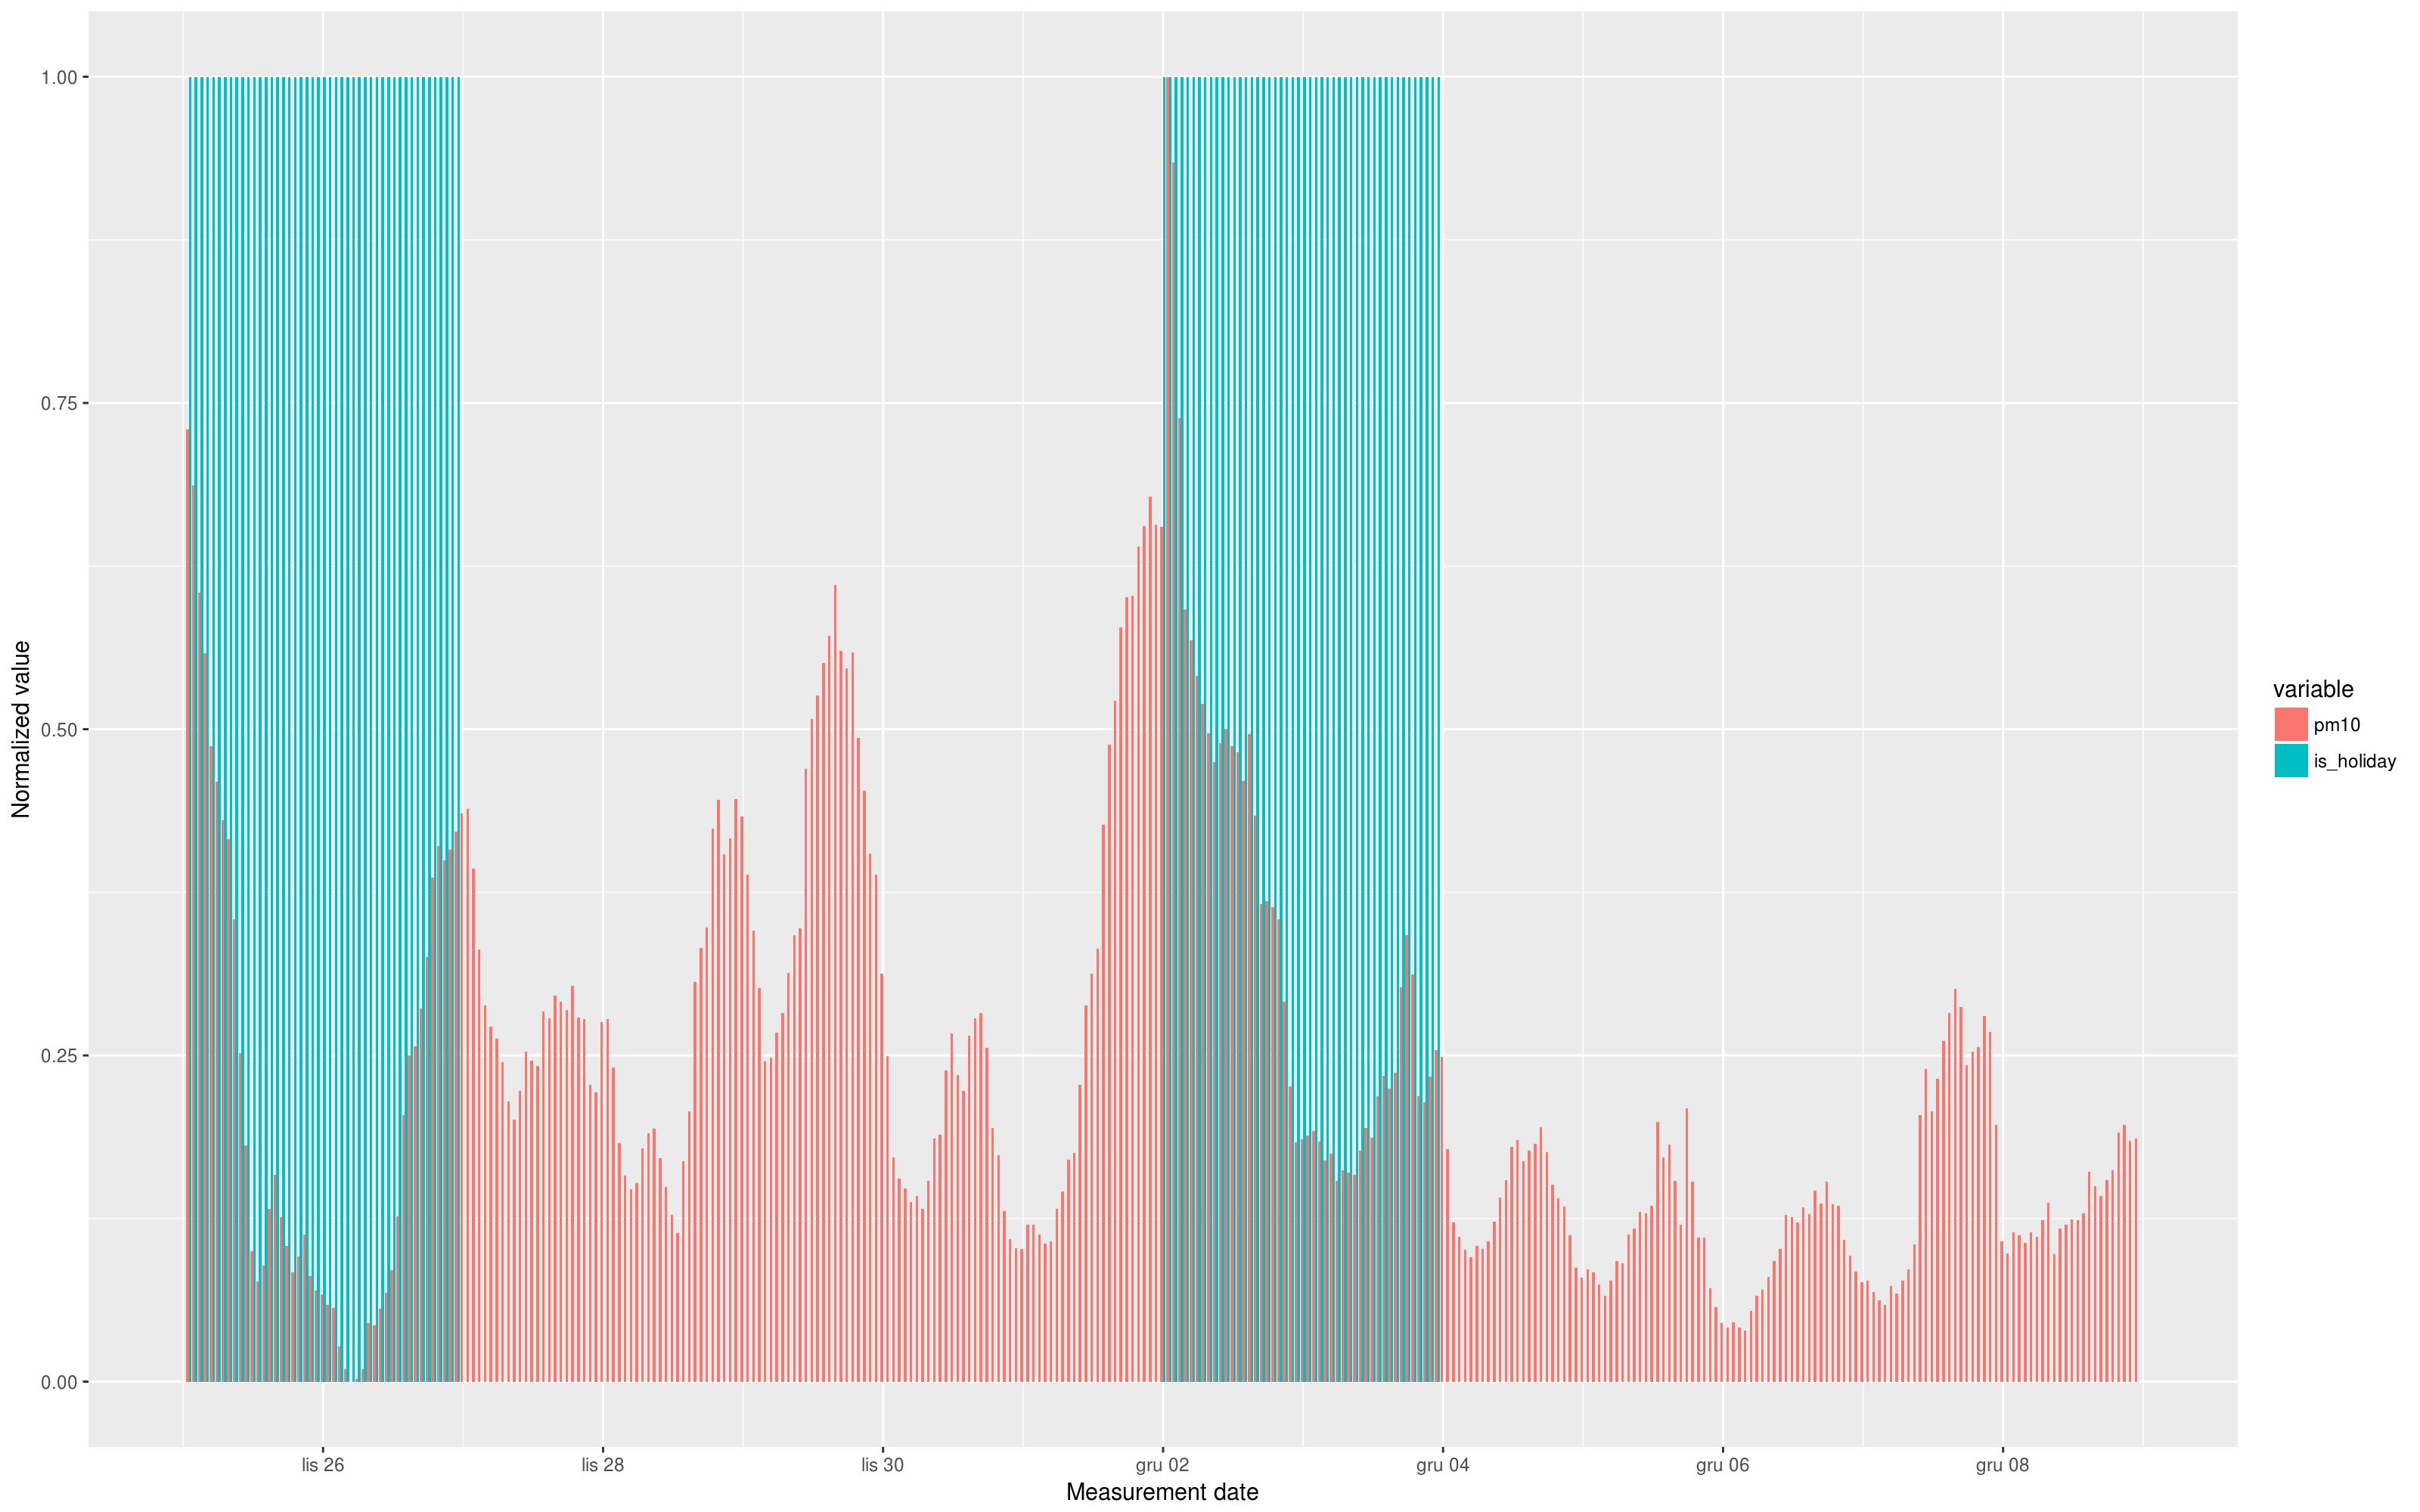 1.00
0.75
0.50
0.25
0.00
Normalized value
lis 26
lis 28
lis 30
gru 02
gru 04
gru 06
gru 08
Measurement date
variable
pm10
is_holiday